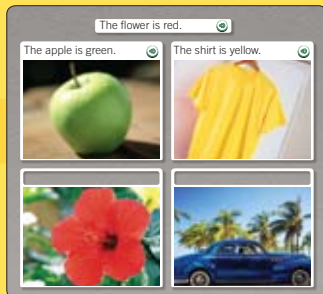 The flower is red.
The apple is green.
The shirt is yellow.